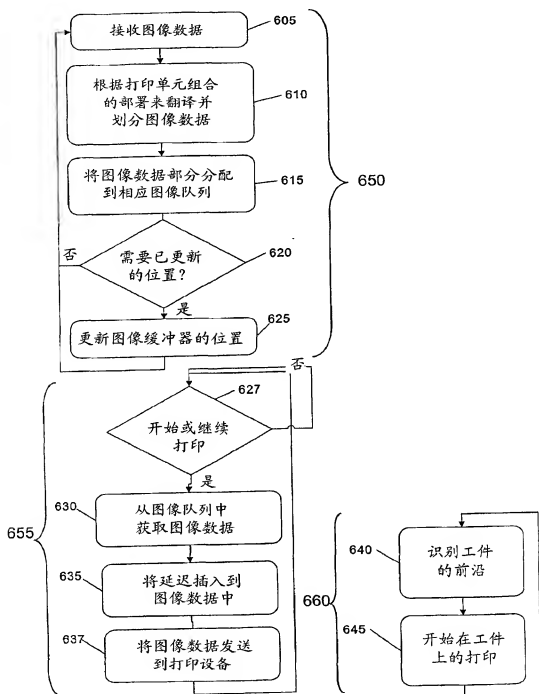 接收图像数据
605
根据打印单元组合
的部署来翻译并
划分图像数据
610
将图像数据部分分配
到相应图像队列
615
650
否
需要已更新
的位置?
620
是
625
更新图像缓冲器的位置
否
627
开始或继续
打印
是
630
从图像队列中
获取图像数据
655
635
将延迟插入到
图像数据中
637
将图像数据发送
到打印设备
660
640
识别工件
的前沿
645
开始在工件
上的打印